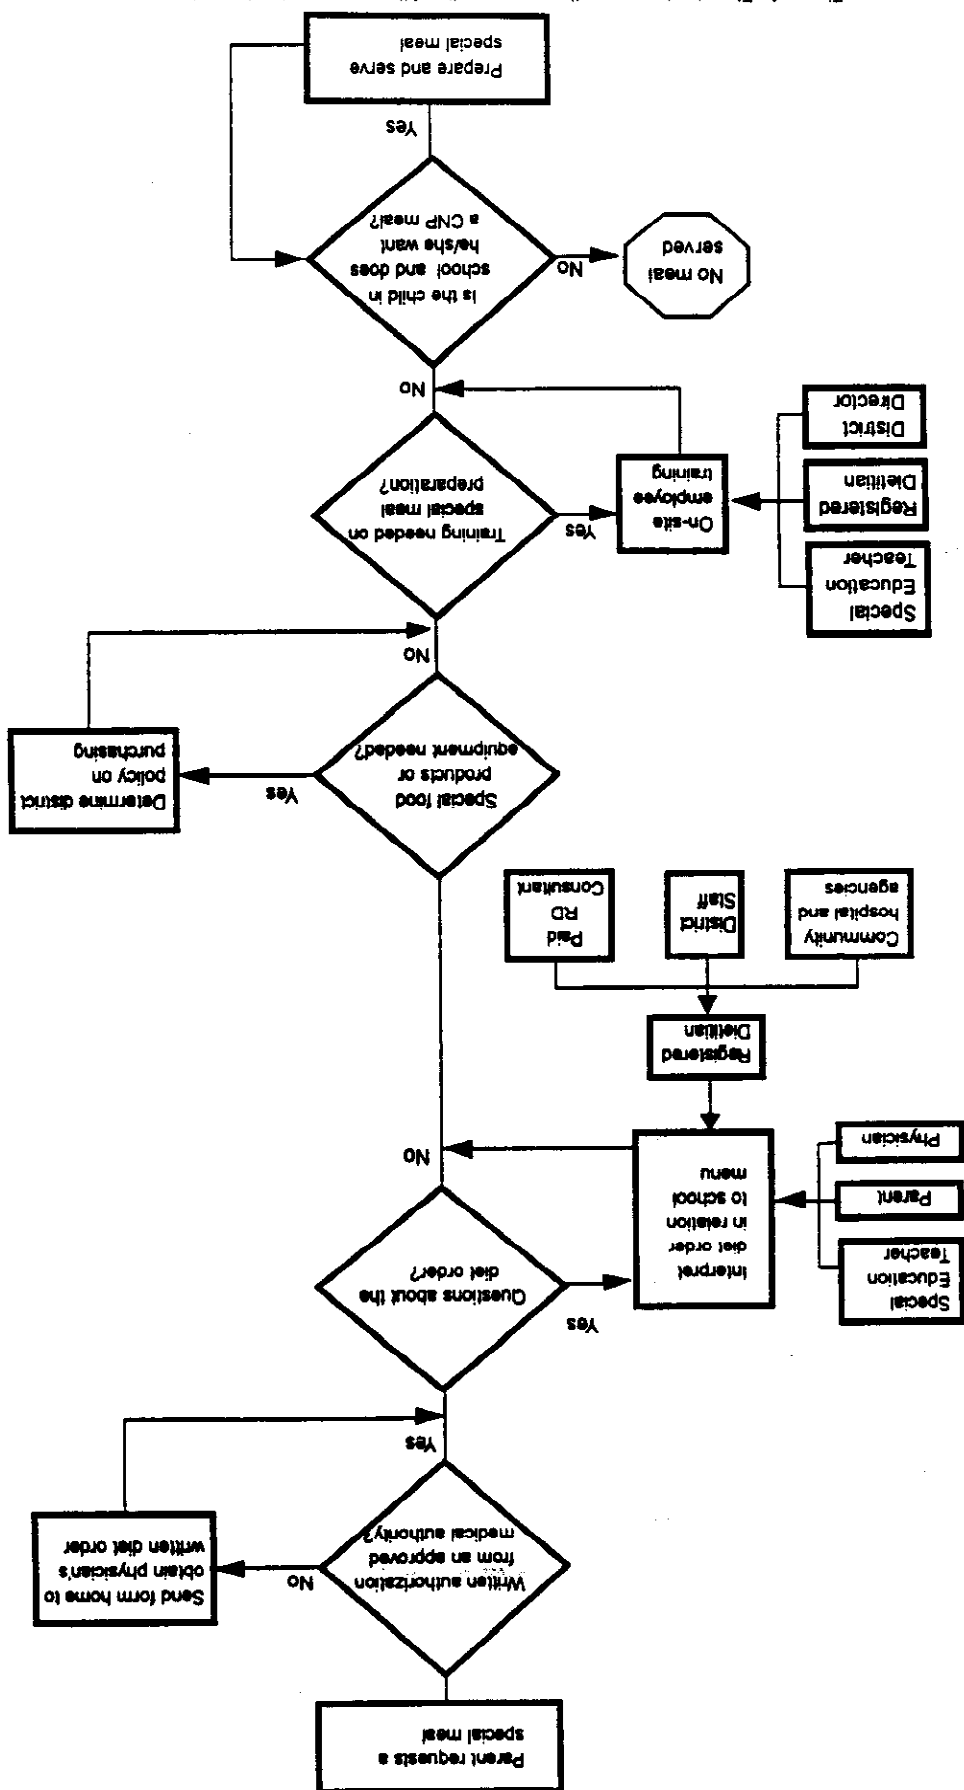 Parent requests a
special meal
Written authorization
from an approved
medical authority?
No
Send form home to
obtain physician's
written diet order
Yes
Questions about the
diet order?
Yes
Interpret
diet order
in relation
to school
menu
Special
Education
Teacher
Parent
Physician
Registered
Dietitian
Community
hospital and
agencies
District
Staff
Paid
RD
Consultant
No
Special food
products or
equipment needed?
Yes
Determine district
policy on
purchasing
No
Training needed on
special meal
preparation?
Yes
On-site
employee
training
Special
Education
Teacher
Registered
Dietitian
District
Director
No
Is the child in
school and does
he/she want
a CNP meal?
No
No meal
served
Yes
Prepare and serve
special meal